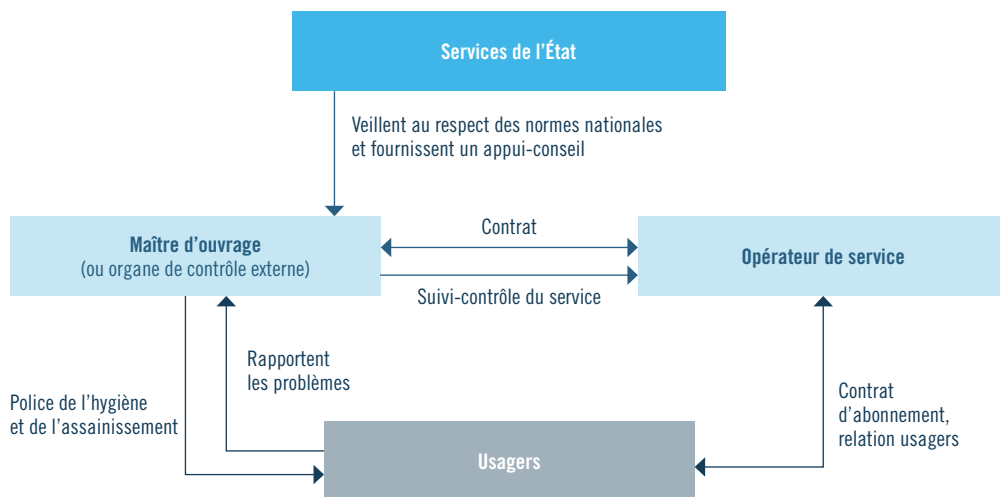 Services de l’État
Veillent au respect des normes nationales
et fournissent un appui-conseil
Maître d’ouvrage
(ou organe de contrôle externe)
Contrat
Suivi-contrôle du service
Opérateur de service
Rapportent
les problèmes
Police de l’hygiène
et de l’assainissement
Contrat
d’abonnement,
relation usagers
Usagers